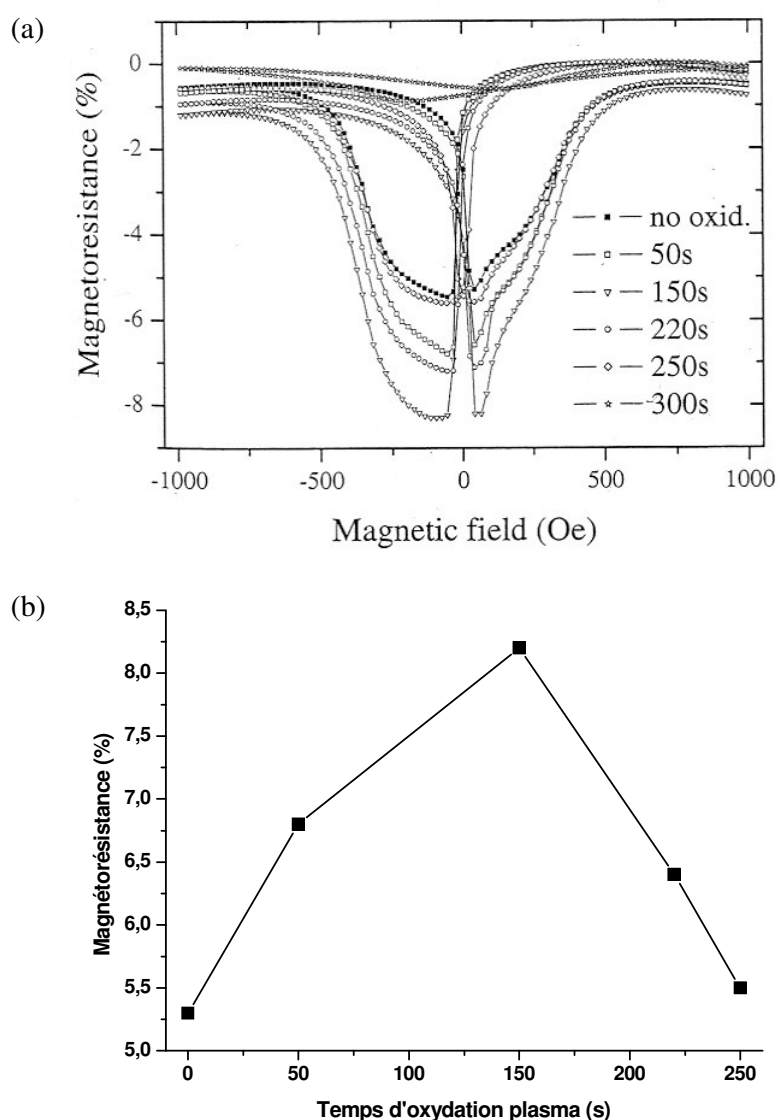 (a)
0
-2
-4
-6
-8
Magnetoresistance (%)
no oxid.
50s
150s
220s
250s
300s
-1000
-500
0
500
1000
Magnetic field (Oe)
(b)
8,5
8,0
7,5
7,0
6,5
6,0
5,5
5,0
Magnétorésistance (%)
0
50
100
150
200
250
Temps d'oxydation plasma (s)